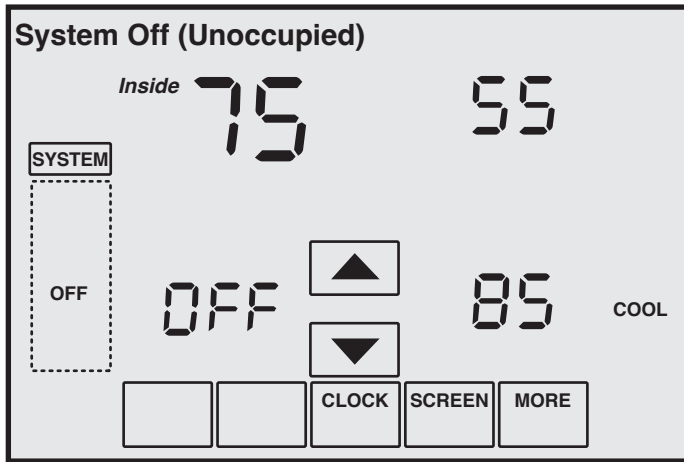 System Off (Unoccupied)
Inside 75 55
SYSTEM
OFF
OFF 85 COOL
CLOCK SCREEN MORE